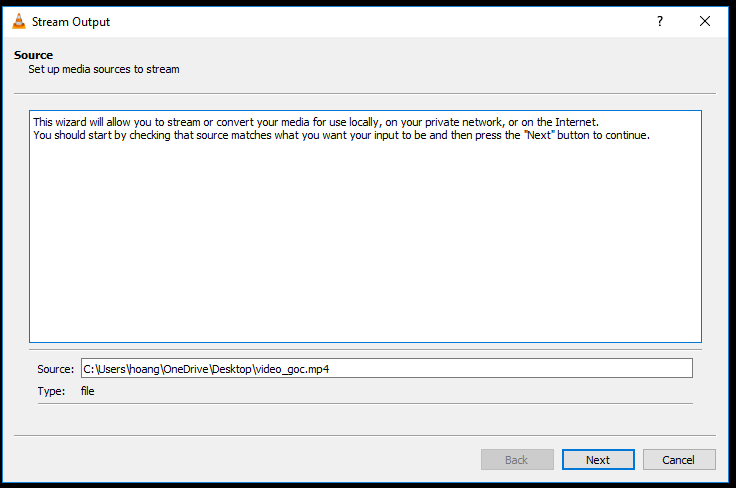 Stream Output
?
Source
Set up media sources to stream
This wizard will allow you to stream or convert your media for use locally, on your private network, or on the Internet.
You should start by checking that source matches what you want your input to be and then press the "Next" button to continue.
Source: C:\Users\hoang\OneDrive\Desktop\video_goc.mp4
Type: file
Back Next Cancel